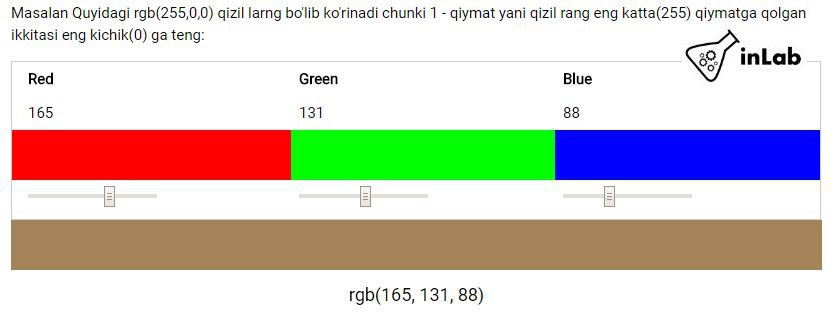 Masalan Quyidagi rgb(255,0,0) qizil larng bo'lib ko'rinadi chunki 1 - qiymat yani qizil rang eng katta(255) qiymatga qolgan
ikkitasi eng kichik(0) ga teng:
inLab
Red Green Blue
165 131 88
rgb(165, 131, 88)